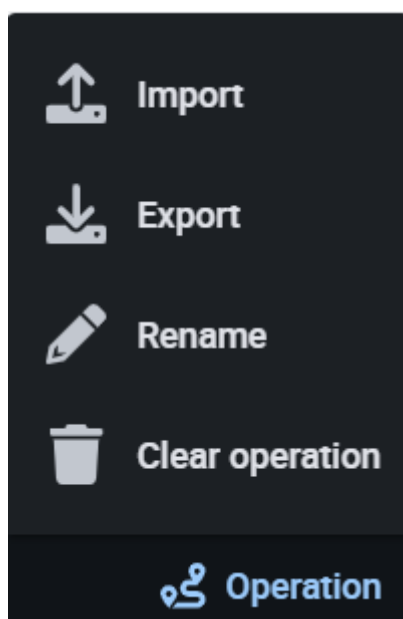 Import
Export
Rename
Clear operation
Operation